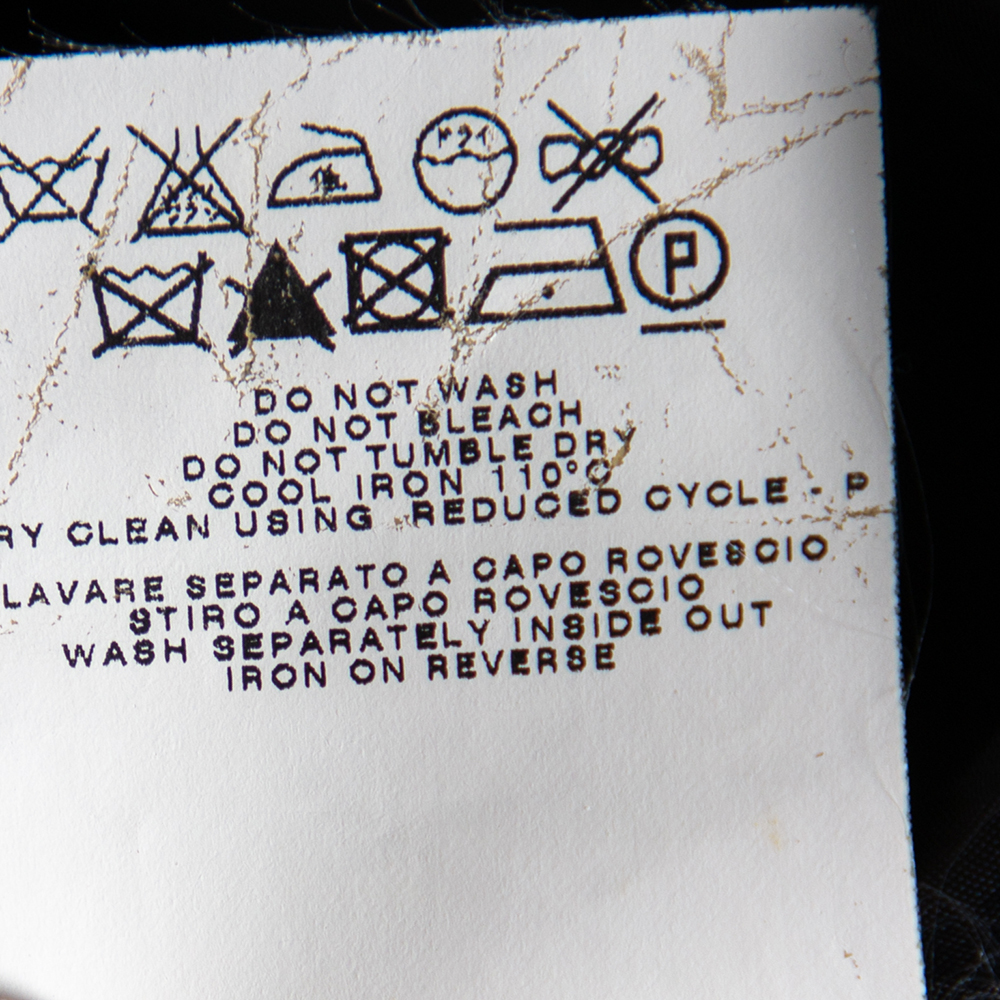 低
P
DO NOT WASH
DO NOT BLEACH
DO NOT TUMBLE DRY
COOL IRON 110°C
RY CLEAN USING REDUCED CYCLE - P
LAVARE SEPARATO A CAPO ROVESCIO
STIRO A CAPO ROVESCIO
WASH SEPARATELY INSIDE OUT
IRON ON REVERSE